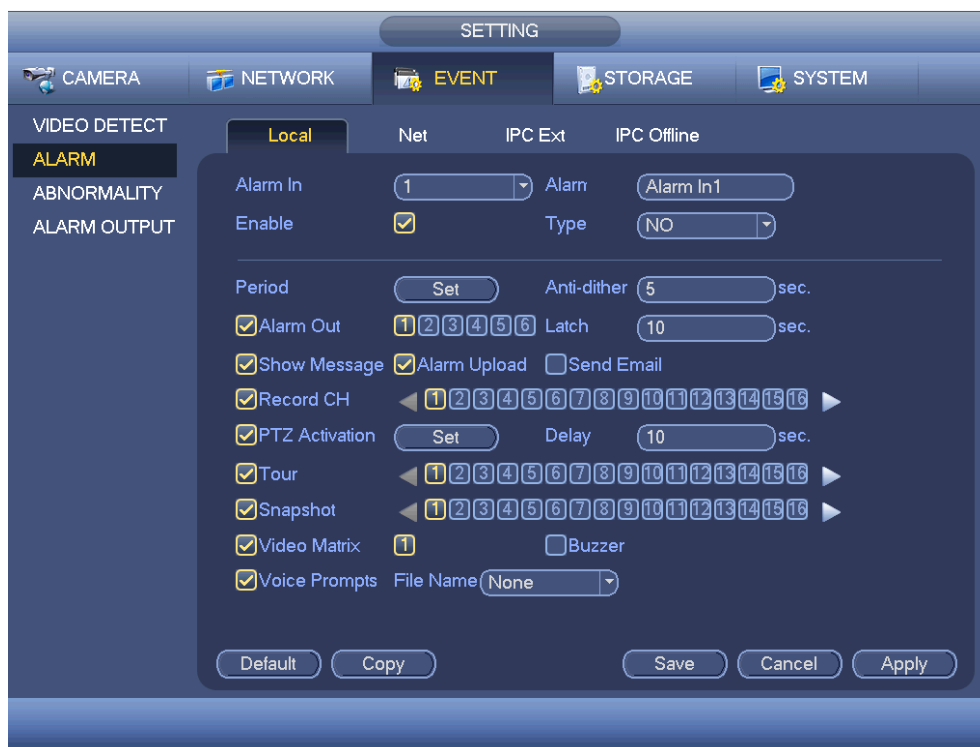 SETTING
CAMERA NETWORK EVENT STORAGE SYSTEM
VIDEO DETECT
ALARM
ABNORMALITY
ALARM OUTPUT
Local Net IPC Ext IPC Offline
Alarm In 1 Alarm Alarm In1
Enable Type NO
Period Set Anti-dither 5 sec.
Alarm Out 1 2 3 4 5 6 Latch 10 sec.
Show Message Alarm Upload Send Email
Record CH 1 2 3 4 5 6 7 8 9 10 11 12 13 14 15 16
PTZ Activation Set Delay 10 sec.
Tour 1 2 3 4 5 6 7 8 9 10 11 12 13 14 15 16
Snapshot 1 2 3 4 5 6 7 8 9 10 11 12 13 14 15 16
Video Matrix 1 Buzzer
Voice Prompts File Name None
Default Copy Save Cancel Apply